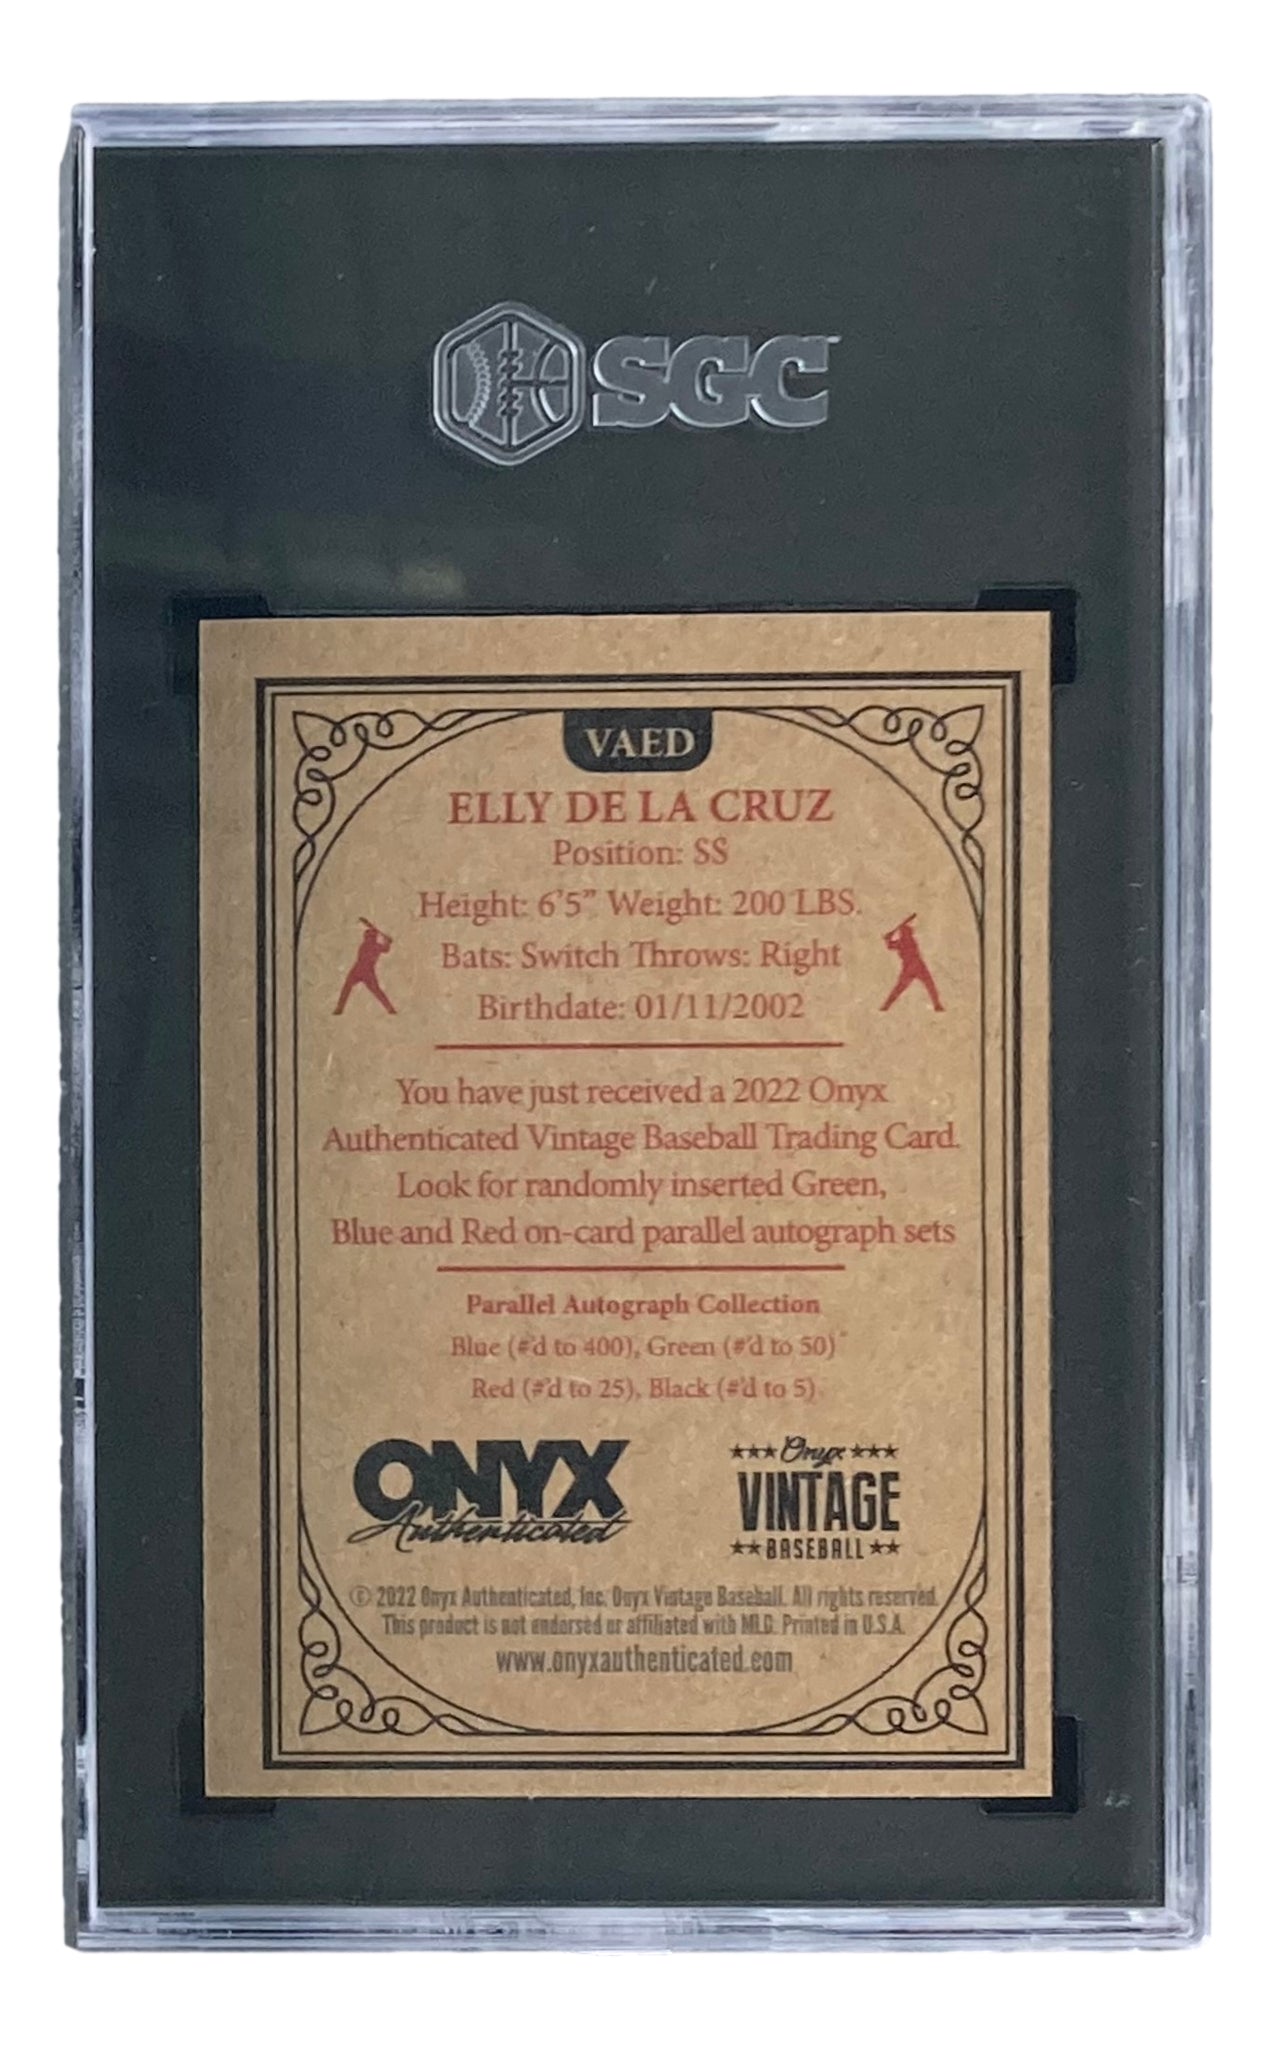 SGC
VAED
ELLY DE LA CRUZ
Position: SS
Height: 6'5" Weight: 200 LBS.
Bats: Switch Throws: Right
Birthdate: 01/11/2002
You have just received a 2022 Onyx
Authenticated Vintage Baseball Trading Card.
Look for randomly inserted Green,
Blue and Red on-card parallel autograph sets
Parallel Autograph Collection
Blue (#'d to 400), Green (#'d to 50)
Red (#'d to 25), Black (#'d to 5)
ONYX
Authenticated
Onyx
VINTAGE
BASEBALL
© 2022 Onyx Authenticated, Inc. Onyx Vintage Baseball. All rights reserved.
This product is not endorsed or affiliated with MLB. Printed in U.S.A.
www.onyxauthenticated.com